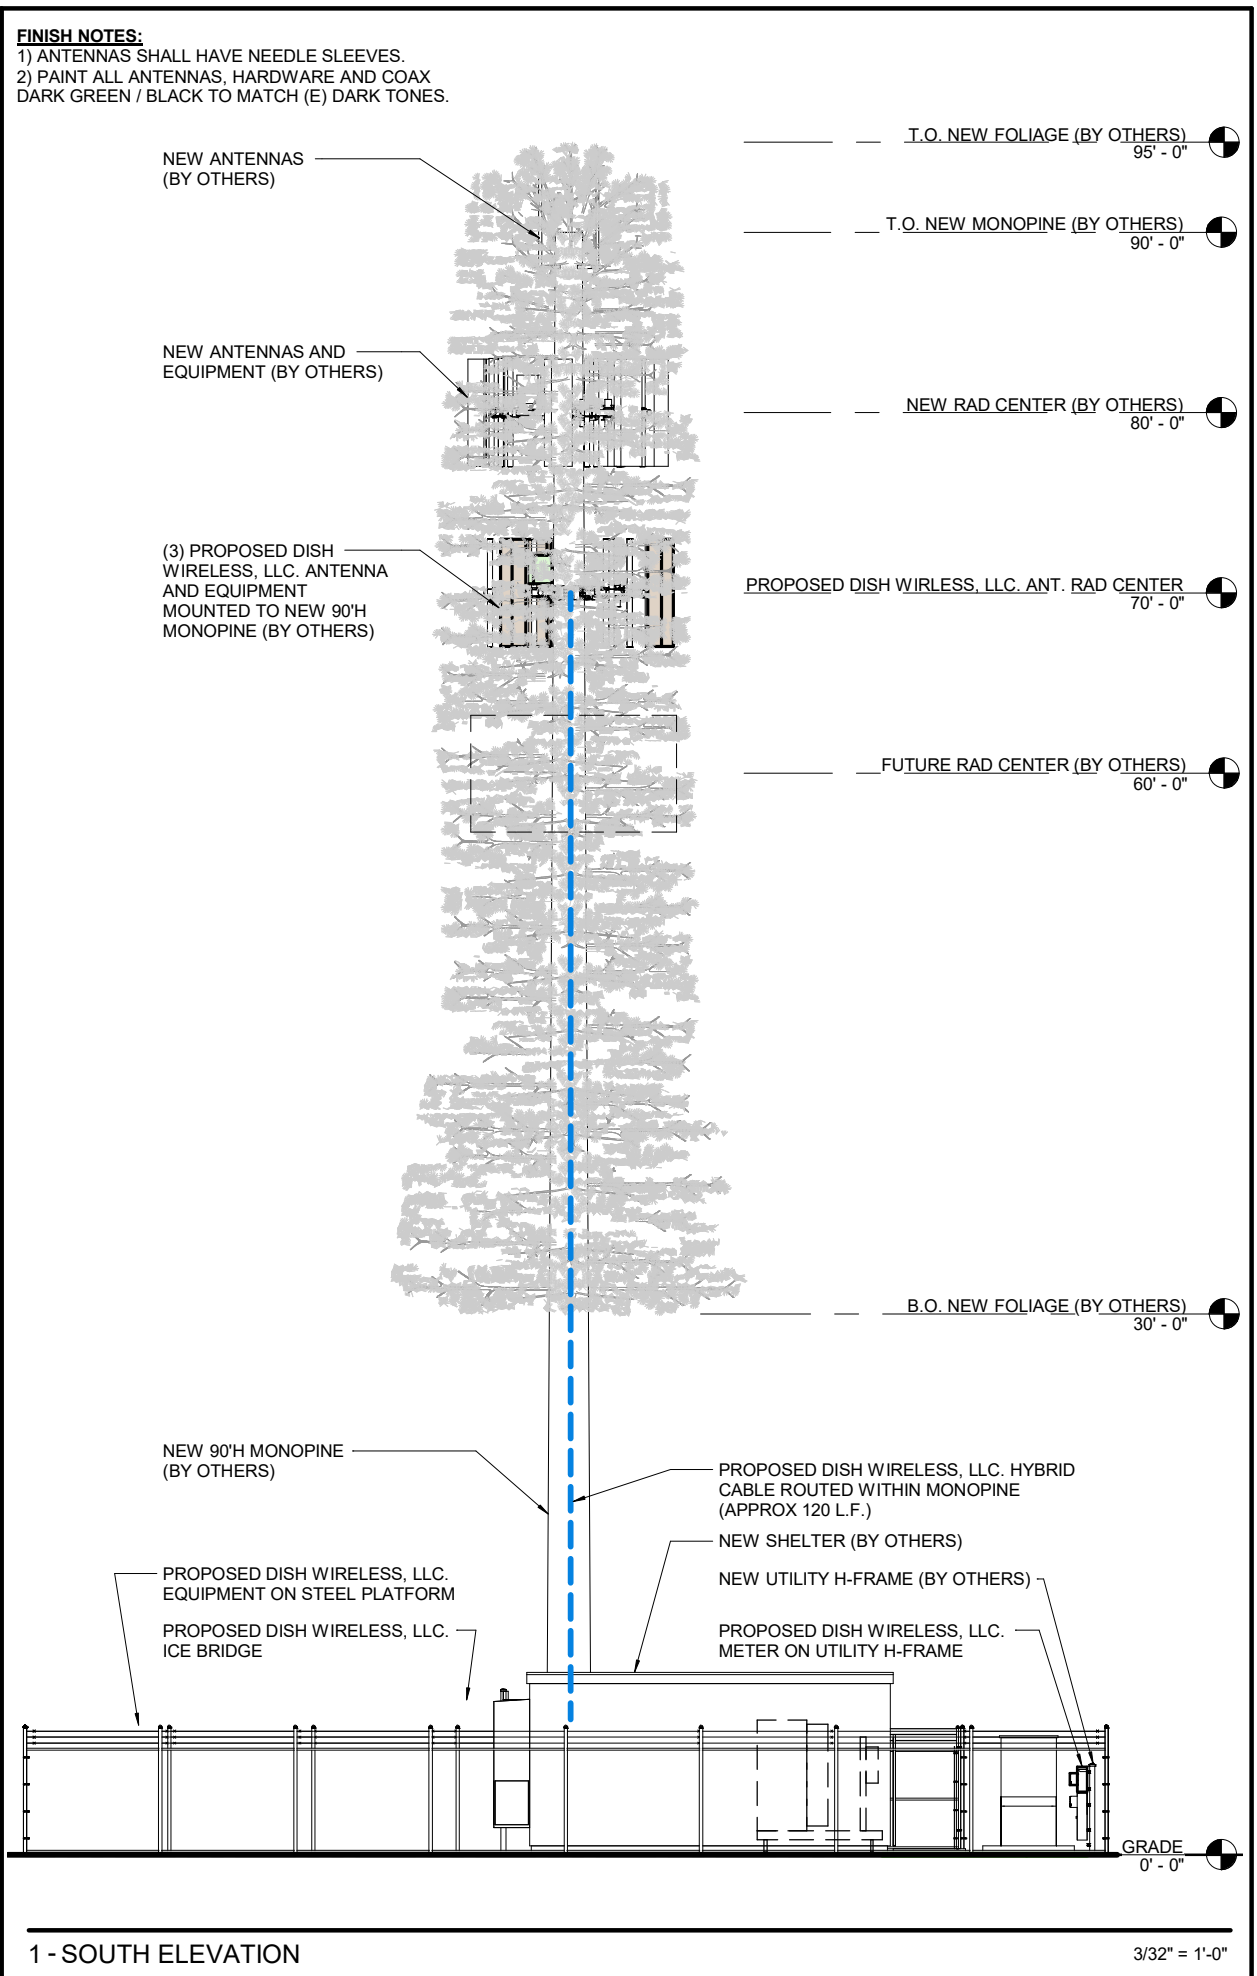 FINISH NOTES:
1) ANTENNAS SHALL HAVE NEEDLE SLEEVES.
2) PAINT ALL ANTENNAS, HARDWARE AND COAX
DARK GREEN / BLACK TO MATCH (E) DARK TONES.
T.O. NEW FOLIAGE (BY OTHERS)
95' - 0"
NEW ANTENNAS
(BY OTHERS)
T.O. NEW MONOPINE (BY OTHERS)
90' - 0"
NEW ANTENNAS AND
EQUIPMENT (BY OTHERS)
NEW RAD CENTER (BY OTHERS)
80' - 0"
(3) PROPOSED DISH
WIRELESS, LLC. ANTENNA
AND EQUIPMENT
MOUNTED TO NEW 90'H
MONOPINE (BY OTHERS)
PROPOSED DISH WIRLESS, LLC. ANT. RAD CENTER
70' - 0"
FUTURE RAD CENTER (BY OTHERS)
60' - 0"
B.O. NEW FOLIAGE (BY OTHERS)
30' - 0"
NEW 90'H MONOPINE
(BY OTHERS)
PROPOSED DISH WIRELESS, LLC. HYBRID
CABLE ROUTED WITHIN MONOPINE
(APPROX 120 L.F.)
NEW SHELTER (BY OTHERS)
PROPOSED DISH WIRELESS, LLC.
EQUIPMENT ON STEEL PLATFORM
NEW UTILITY H-FRAME (BY OTHERS)
PROPOSED DISH WIRELESS, LLC.
ICE BRIDGE
PROPOSED DISH WIRELESS, LLC.
METER ON UTILITY H-FRAME
GRADE
0' - 0"
1 - SOUTH ELEVATION
3/32" = 1'-0"